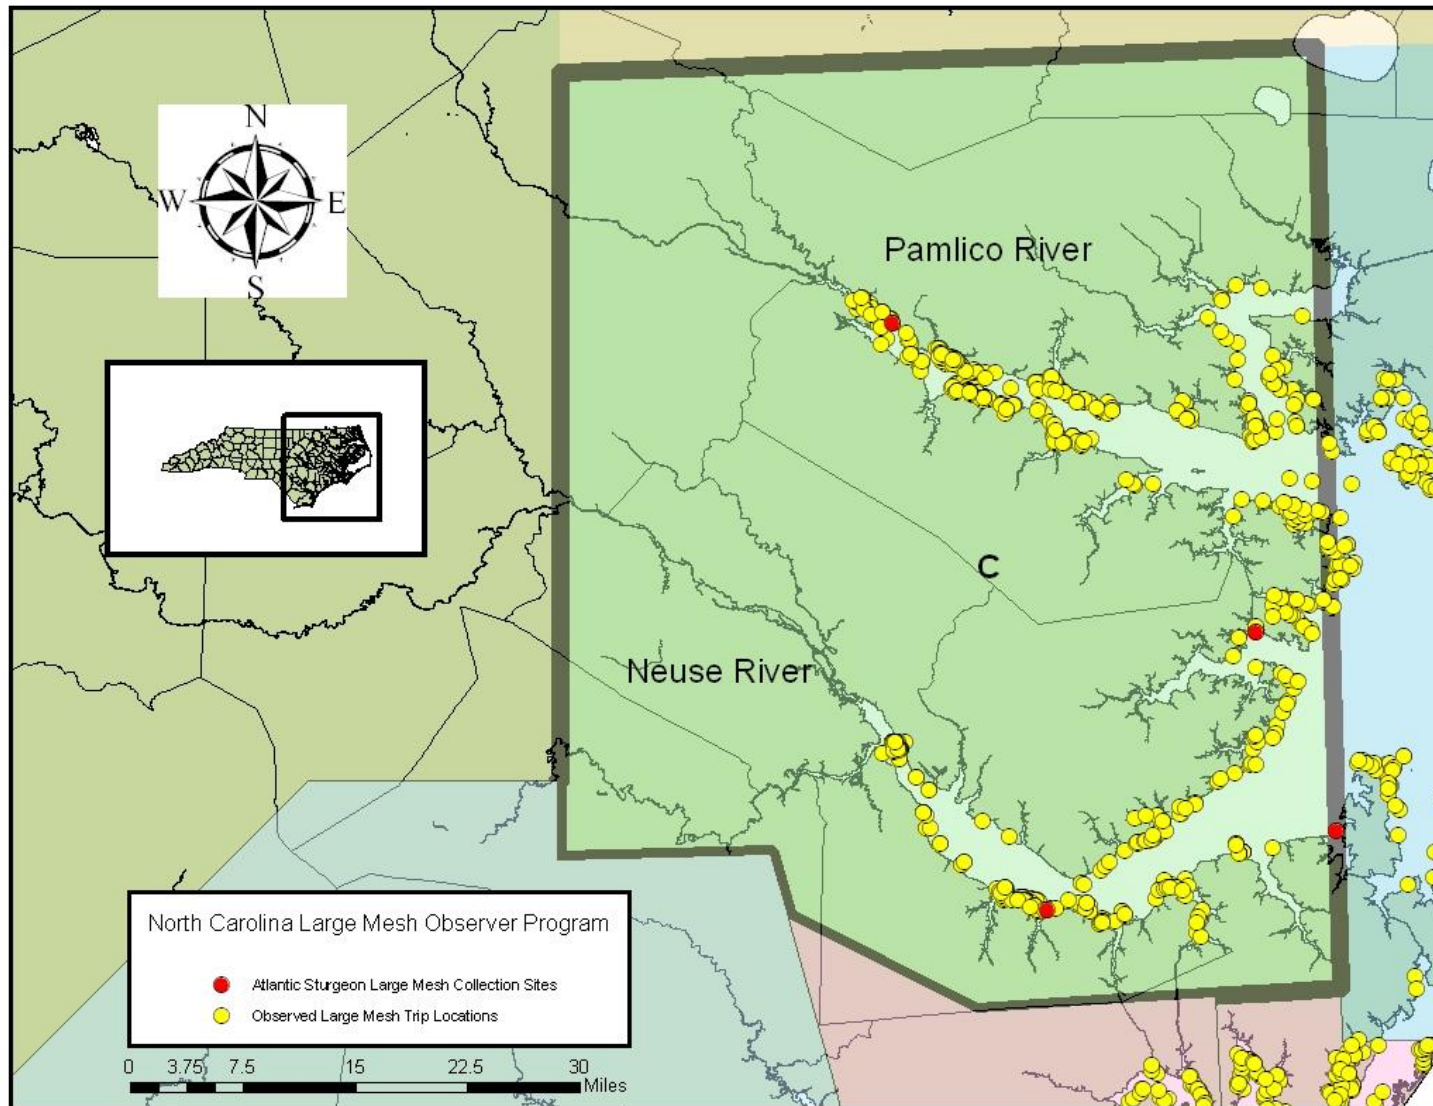 N
W
E
S
Pamlico River
C
Neuse River
North Carolina Large Mesh Observer Program
Atlantic Sturgeon Large Mesh Collection Sites
Observed Large Mesh Trip Locations
0 3.75 7.5 15 22.5 30
Miles